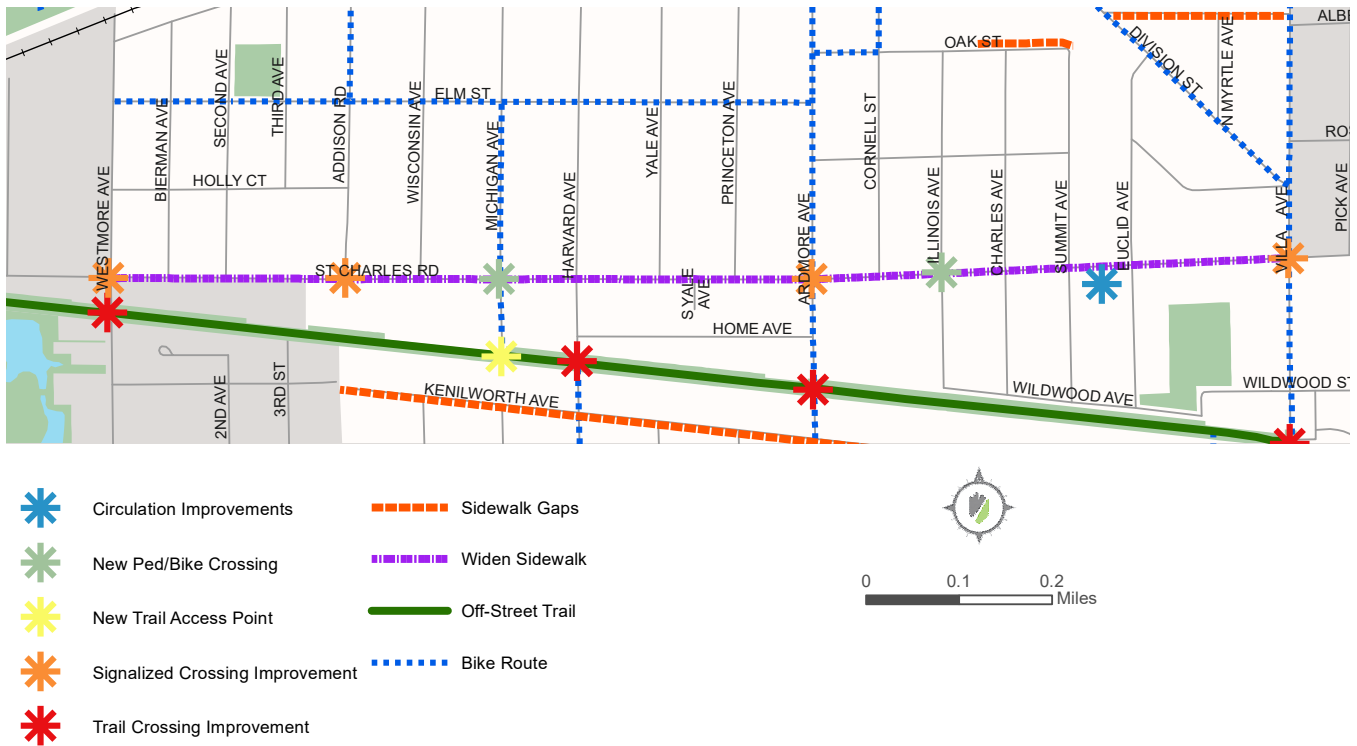 ALBE
OAK ST
DIVISION ST
N MYRTLE AVE
ELM ST
SECOND AVE
THIRD AVE
BIERMAN AVE
ADDISON RD
WISCONSIN AVE
MICHIGAN AVE
YALE AVE
PRINCETON AVE
CORNELL ST
ROS
HOLLY CT
WESTMORE AVE
HARVARD AVE
ARDMORE AVE
ILLINOIS AVE
CHARLES AVE
SUMMIT AVE
EUCLID AVE
VILLA AVE
PICK AVE
ST CHARLES RD
S YALE
AVE
HOME AVE
2ND AVE
3RD ST
KENILWORTH AVE
WILDWOOD AVE
WILDWOOD ST
Circulation Improvements
New Ped/Bike Crossing
New Trail Access Point
Signalized Crossing Improvement
Trail Crossing Improvement
Sidewalk Gaps
Widen Sidewalk
Off-Street Trail
Bike Route
0 0.1 0.2
Miles